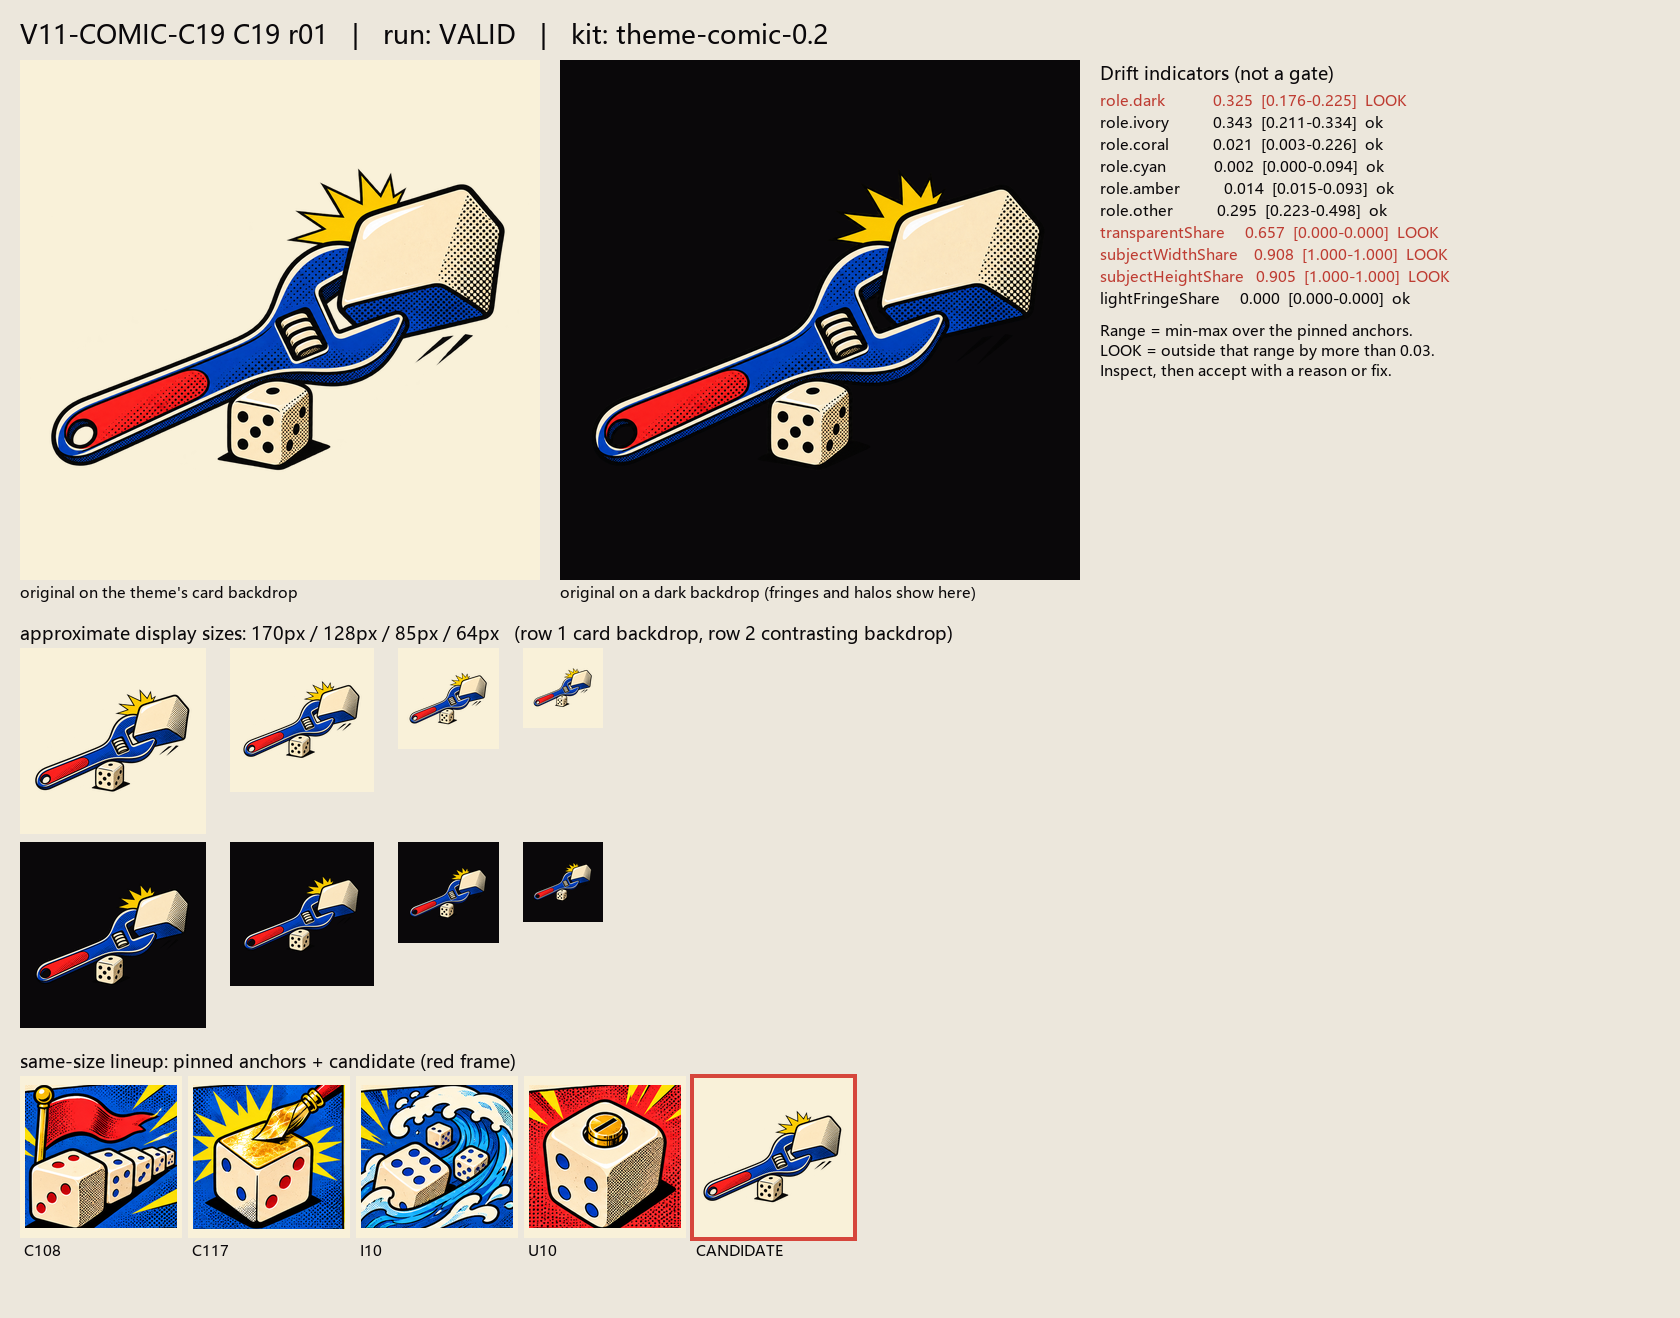 V11-COMIC-C19 C19 r01 | run: VALID | kit: theme-comic-0.2
Drift indicators (not a gate)
role.dark 0.325 [0.176-0.225] LOOK
role.ivory 0.343 [0.211-0.334] ok
role.coral 0.021 [0.003-0.226] ok
role.cyan 0.002 [0.000-0.094] ok
role.amber 0.014 [0.015-0.093] ok
role.other 0.295 [0.223-0.498] ok
transparentShare 0.657 [0.000-0.000] LOOK
subjectWidthShare 0.908 [1.000-1.000] LOOK
subjectHeightShare 0.905 [1.000-1.000] LOOK
lightFringeShare 0.000 [0.000-0.000] ok
Range = min-max over the pinned anchors.
LOOK = outside that range by more than 0.03.
Inspect, then accept with a reason or fix.
original on the theme's card backdrop
original on a dark backdrop (fringes and halos show here)
approximate display sizes: 170px / 128px / 85px / 64px (row 1 card backdrop, row 2 contrasting backdrop)
same-size lineup: pinned anchors + candidate (red frame)
C108
C117
I10
U10
CANDIDATE